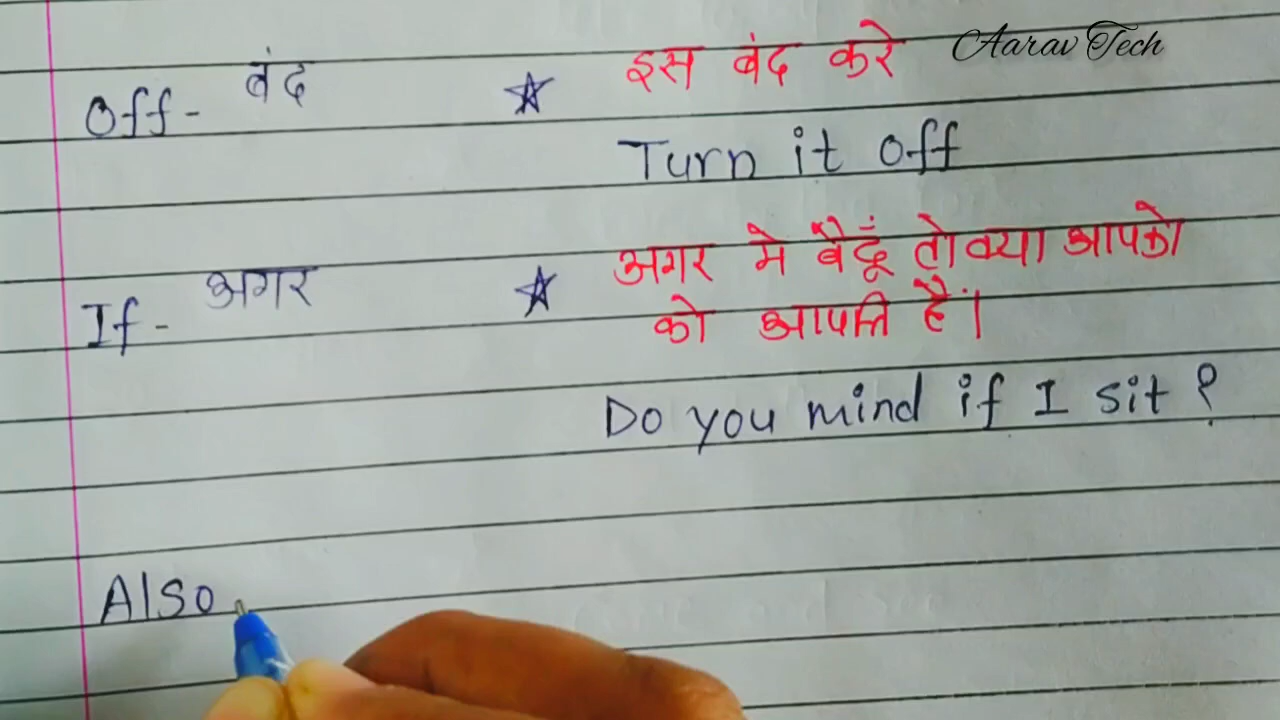 Aarav Tech
Off - बंद ☆ इस बंद करे
Turn it off
If - अगर ☆ अगर मे बैठूँ तो क्या आपको
को आपत्ति हैं।
Do you mind if I sit ?
Also